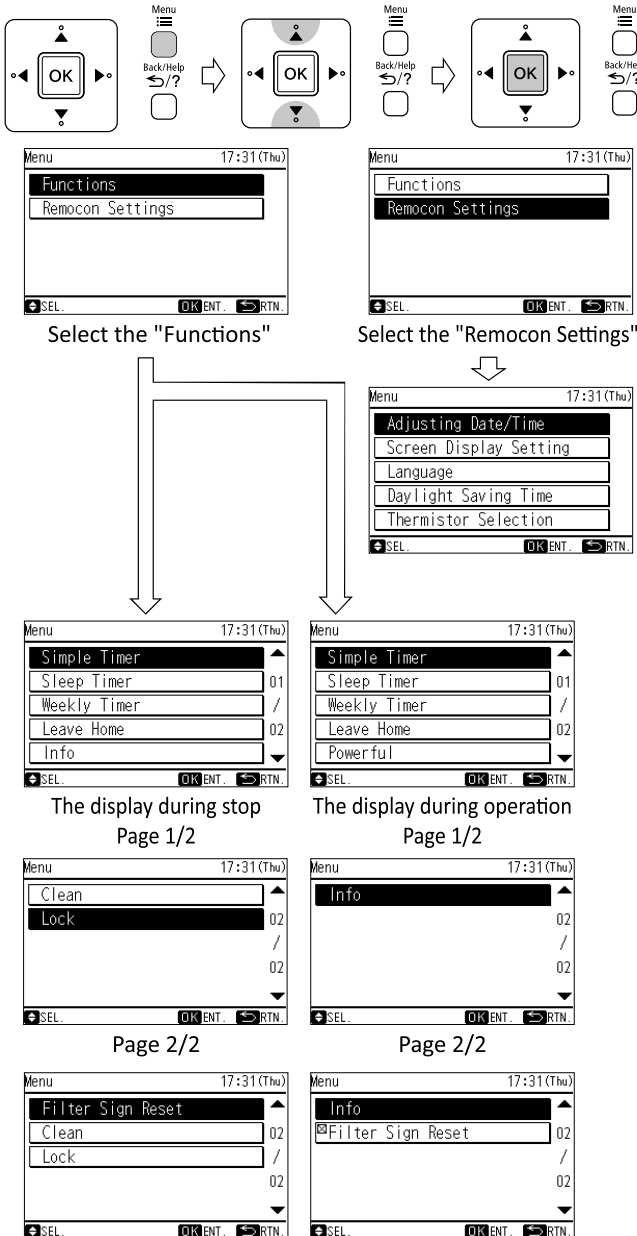 Menu
Menu
Menu
Back/Help
Back/Help
Back/He
OK
OK
OK
/?
/?
/?
Menu 17:31(Thu)
Functions
Remocon Settings
SEL. OK ENT. RTN.
Select the "Functions"
Menu 17:31(Thu)
Functions
Remocon Settings
SEL. OK ENT. RTN.
Select the "Remocon Settings"
Menu 17:31(Thu)
Adjusting Date/Time
Screen Display Setting
Language
Daylight Saving Time
Thermistor Selection
SEL. OK ENT. RTN.
Menu 17:31(Thu)
Simple Timer
Sleep Timer 01
Weekly Timer /
Leave Home 02
Info
SEL. OK ENT. RTN.
The display during stop
Page 1/2
Menu 17:31(Thu)
Simple Timer
Sleep Timer 01
Weekly Timer /
Leave Home 02
Powerful
SEL. OK ENT. RTN.
The display during operation
Page 1/2
Menu 17:31(Thu)
Clean
Lock 02
/
02
SEL. OK ENT. RTN.
Page 2/2
Menu 17:31(Thu)
Info
02
/
02
SEL. OK ENT. RTN.
Page 2/2
Menu 17:31(Thu)
Filter Sign Reset
Clean 02
Lock /
02
SEL. OK ENT. RTN.
Menu 17:31(Thu)
Info
Filter Sign Reset 02
/
02
SEL. OK ENT. RTN.